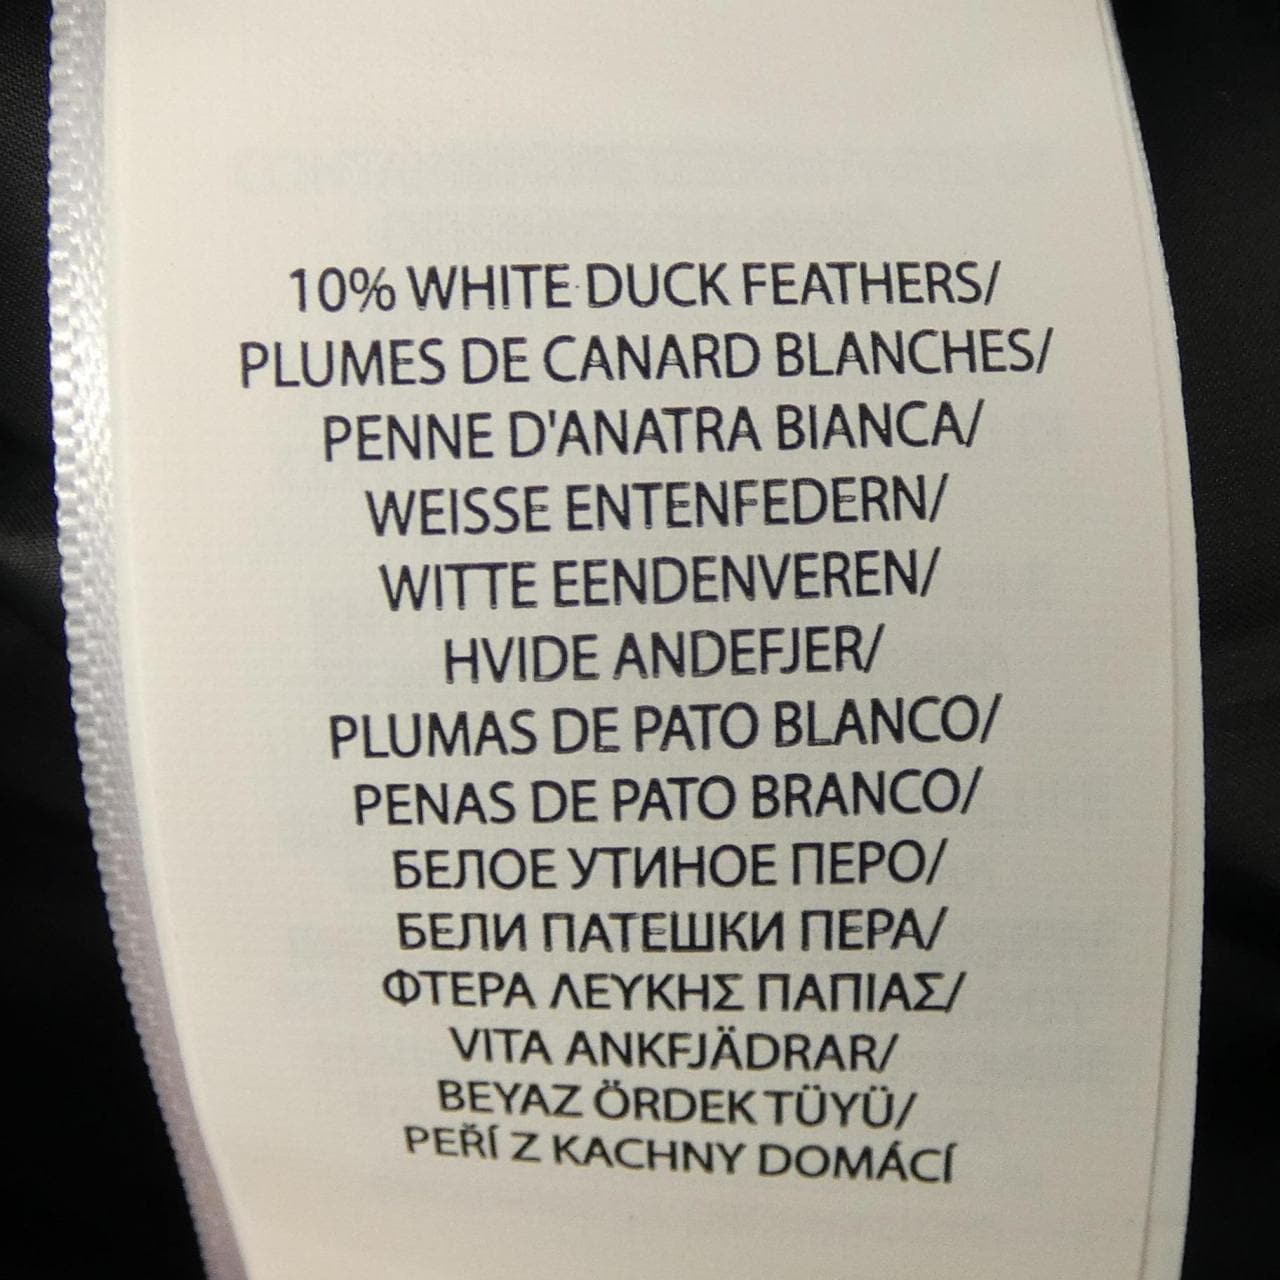 10% WHITE DUCK FEATHERS/
PLUMES DE CANARD BLANCHES/
PENNE D'ANATRA BIANCA/
WEISSE ENTENFEDERN/
WITTE EENDENVEREN/
HVIDE ANDEFJER/
PLUMAS DE PATO BLANCO/
PENAS DE PATO BRANCO/
БЕЛОЕ УТИНОЕ ПЕРО/
БЕЛИ ПАТЕШКИ ПЕРА/
ΦΤΕΡΑ ΛΕΥΚΗΣ ΠΑΠΙΑΣ/
VITA ANKFJÄDRAR/
BEYAZ ÖRDEK TÜYÜ/
PEŘÍ Z KACHNY DOMÁCÍ